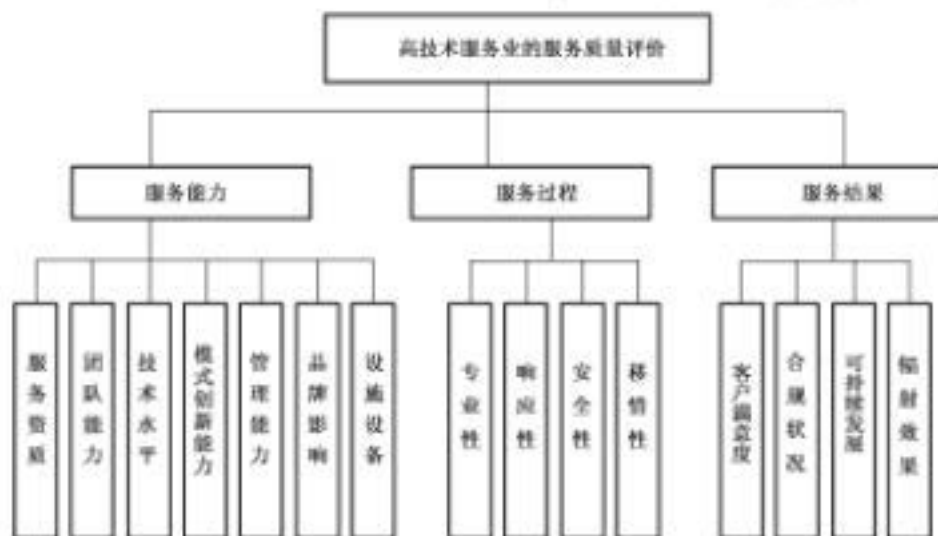 高技术服务业的服务质量评价
服务能力
服务过程
服务结果
服务资质
团队能力
技术水平
模式创新能力
管理能力
品牌影响
设施设备
专业性
响应性
安全性
移情性
客户满意度
合规状况
可持续发展
辐射效果